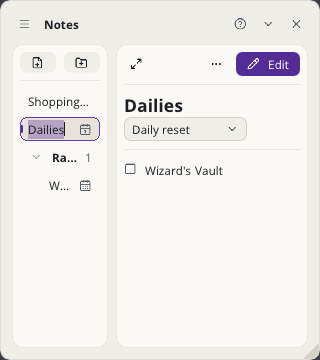 Notes
Edit
Shopping...
Dailies
Ra... 1
W...
Dailies
Daily reset
Wizard's Vault